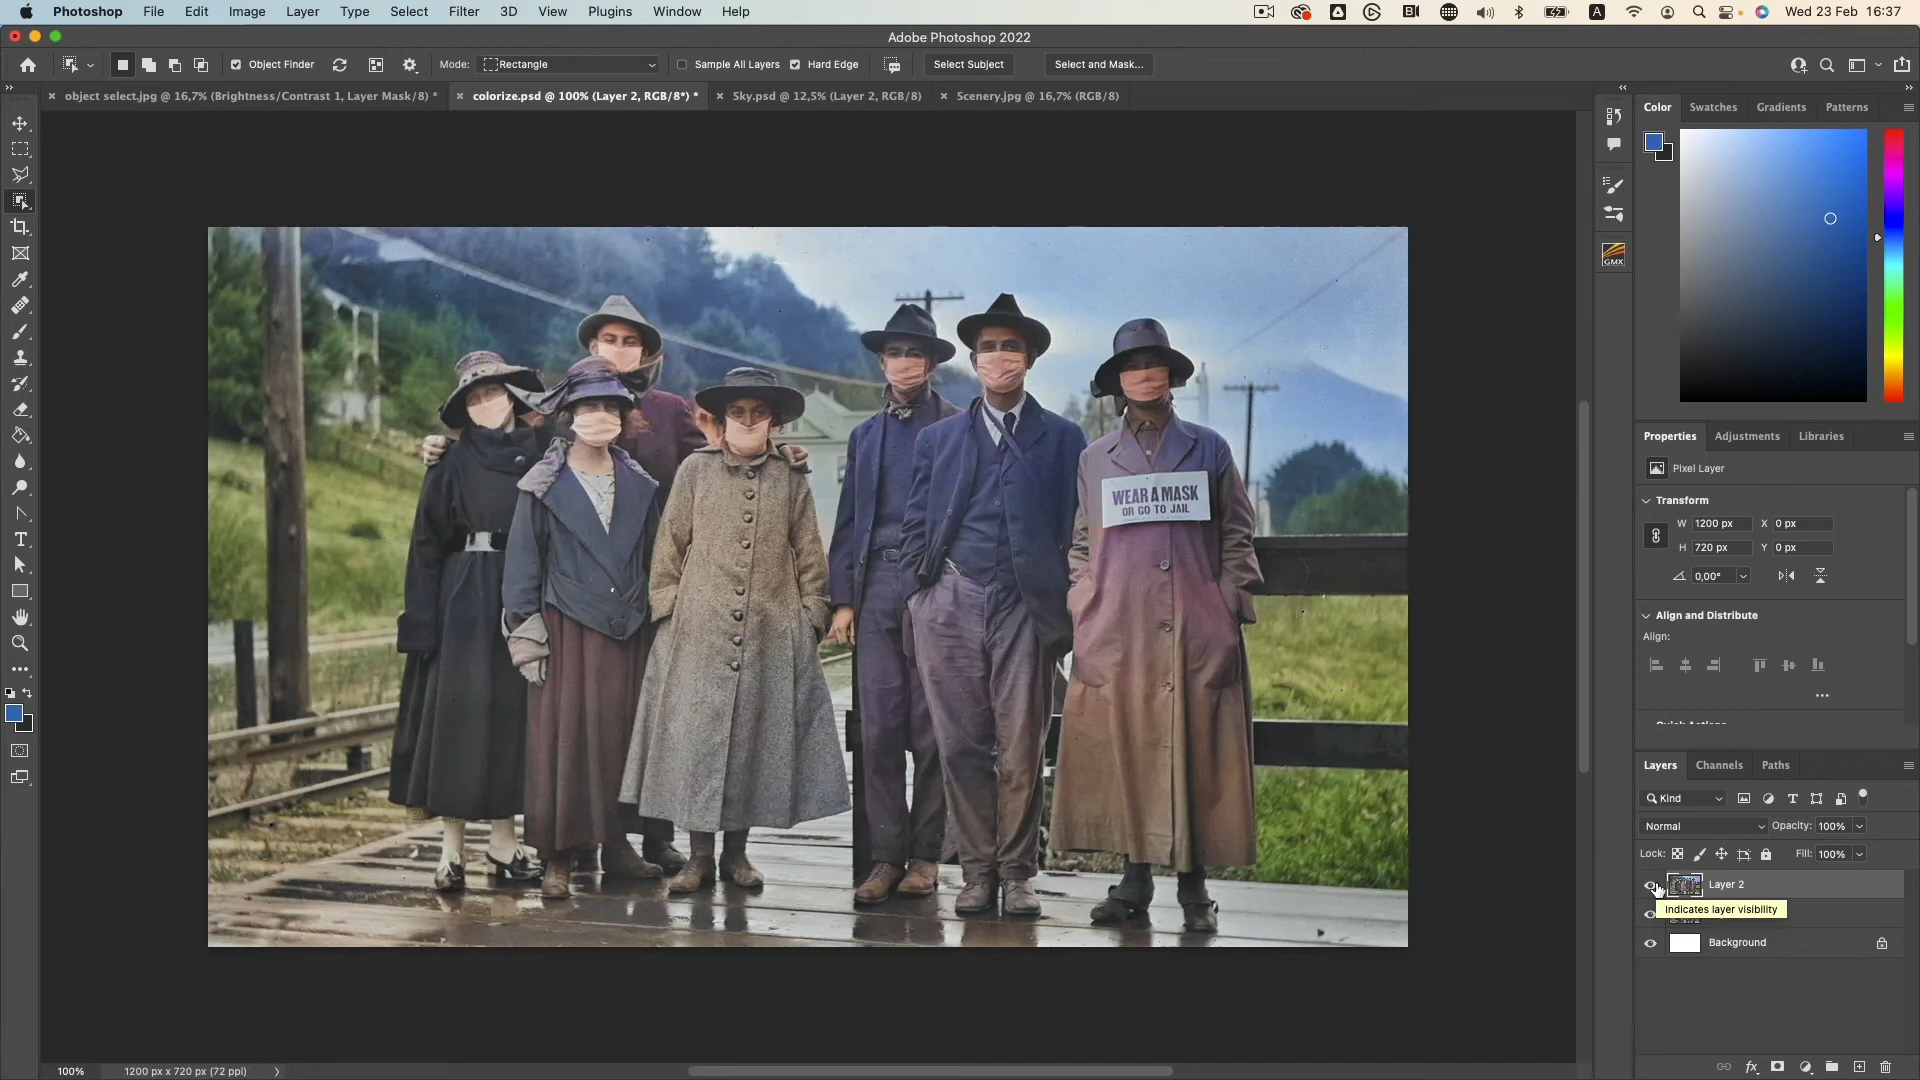 Photoshop File Edit Image Layer Type Select Filter 3D View Plugins Window Help
A Wed 23 Feb 16:37
Adobe Photoshop 2022
Object Finder Mode: Rectangle Sample All Layers Hard Edge Select Subject Select and Mask...
object select.jpg @ 16,7% (Brightness/Contrast 1, Layer Mask/8) * colorize.psd @ 100% (Layer 2, RGB/8*) * Sky.psd @ 12,5% (Layer 2, RGB/8) Scenery.jpg @ 16,7% (RGB/8)
Color Swatches Gradients Patterns
GMX
WEAR A MASK
OR GO TO JAIL
Properties Adjustments Libraries
Pixel Layer
Transform
W 1200 px X 0 px
H 720 px Y 0 px
0,00°
Align and Distribute
Align:
Quick Actions
Layers Channels Paths
Kind
Normal Opacity: 100%
Lock: Fill: 100%
Layer 2
Indicates layer visibility
Background
fx
100% 1200 px x 720 px (72 ppi)